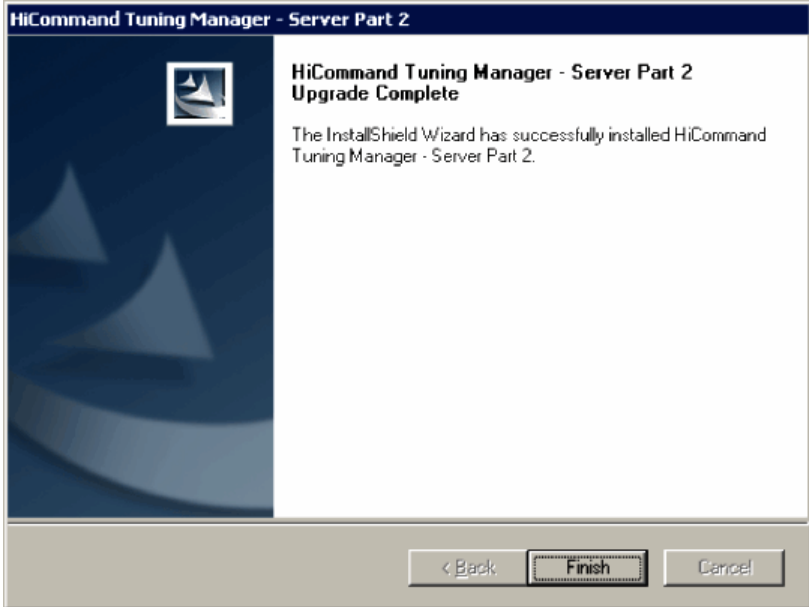 HiCommand Tuning Manager - Server Part 2
HiCommand Tuning Manager - Server Part 2
Upgrade Complete
The InstallShield Wizard has successfully installed HiCommand
Tuning Manager - Server Part 2.
< Back
Finish
Cancel